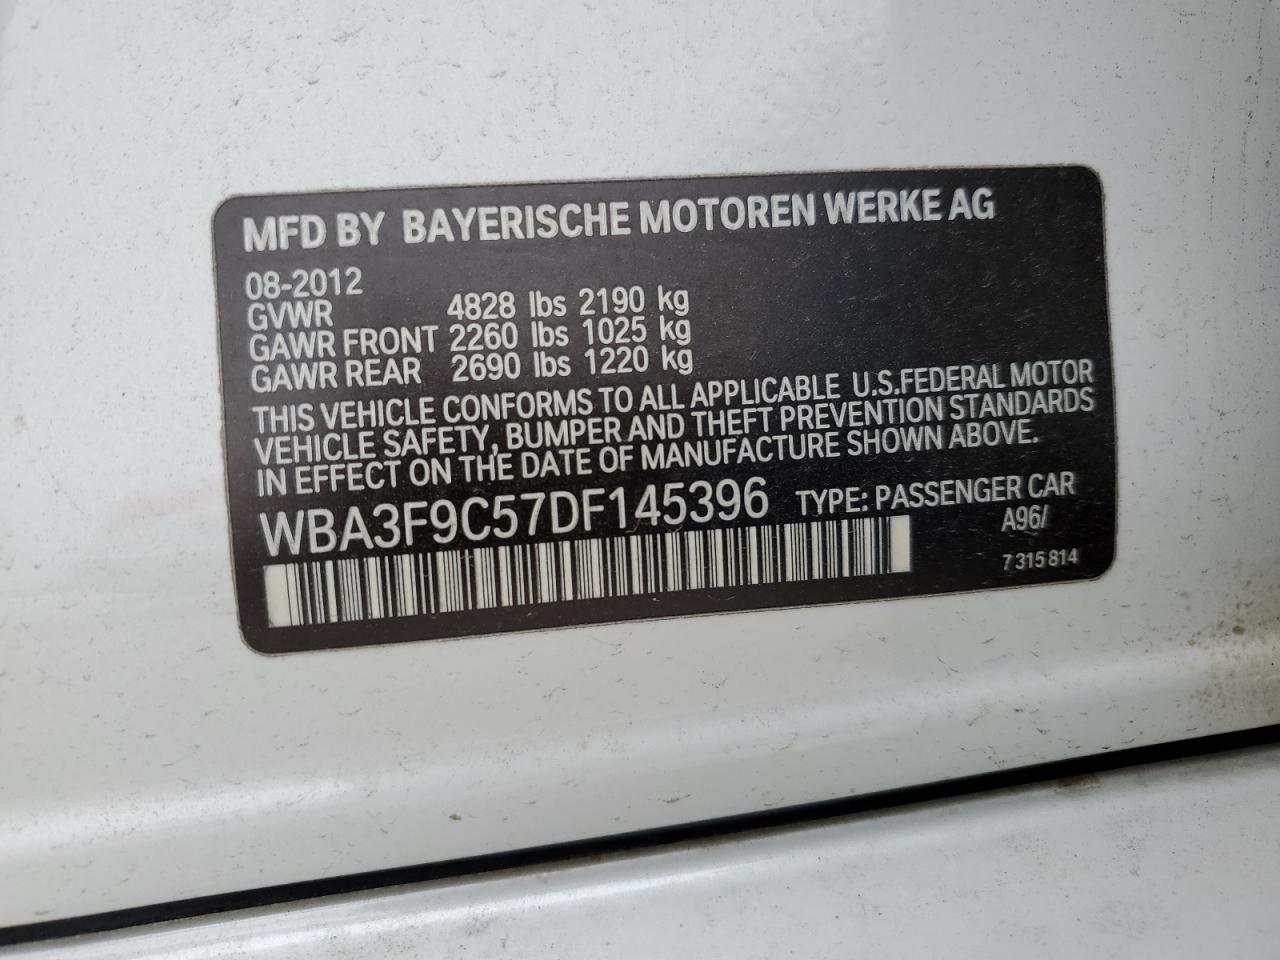 MFD BY BAYERISCHE MOTOREN WERKE AG
08-2012
GVWR 4828 lbs 2190 kg
GAWR FRONT 2260 lbs 1025 kg
GAWR REAR 2690 lbs 1220 kg
THIS VEHICLE CONFORMS TO ALL APPLICABLE U.S.FEDERAL MOTOR
VEHICLE SAFETY, BUMPER AND THEFT PREVENTION STANDARDS
IN EFFECT ON THE DATE OF MANUFACTURE SHOWN ABOVE.
WBA3F9C57DF145396 TYPE: PASSENGER CAR
A96/
7 315 814